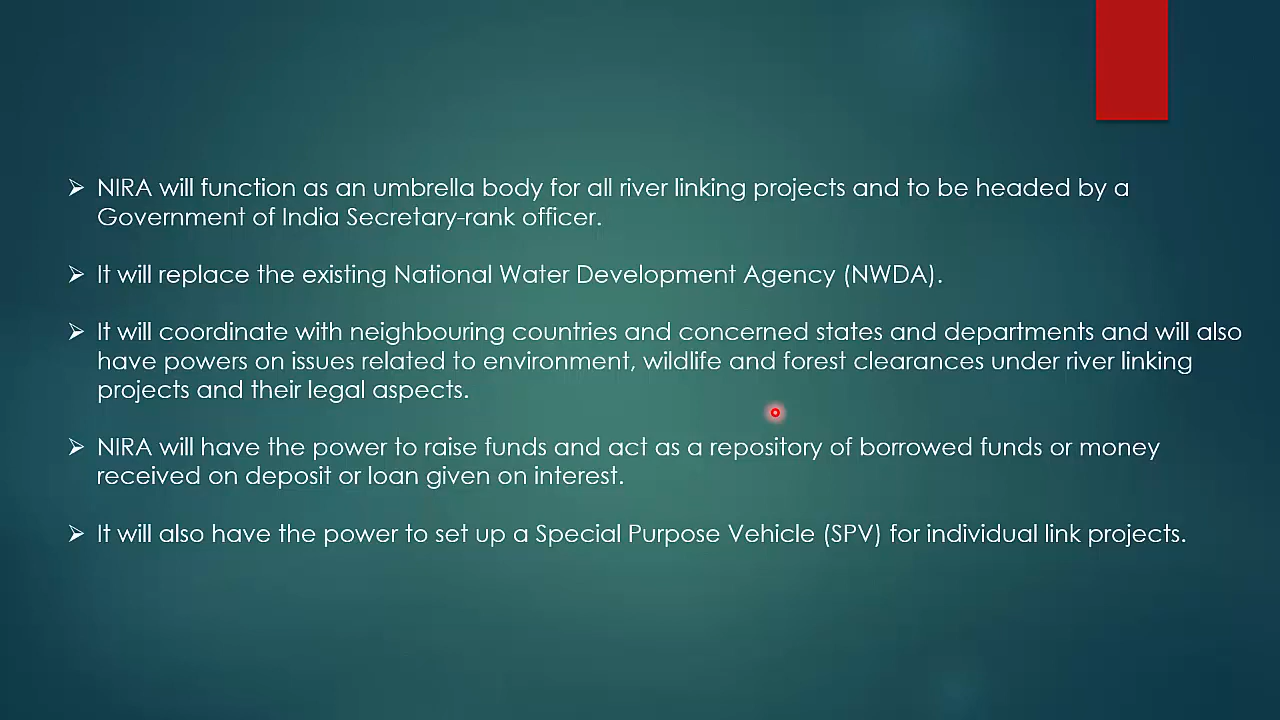 ➢ NIRA will function as an umbrella body for all river linking projects and to be headed by a
Government of India Secretary-rank officer.
➢ It will replace the existing National Water Development Agency (NWDA).
➢ It will coordinate with neighbouring countries and concerned states and departments and will also
have powers on issues related to environment, wildlife and forest clearances under river linking
projects and their legal aspects.
➢ NIRA will have the power to raise funds and act as a repository of borrowed funds or money
received on deposit or loan given on interest.
➢ It will also have the power to set up a Special Purpose Vehicle (SPV) for individual link projects.